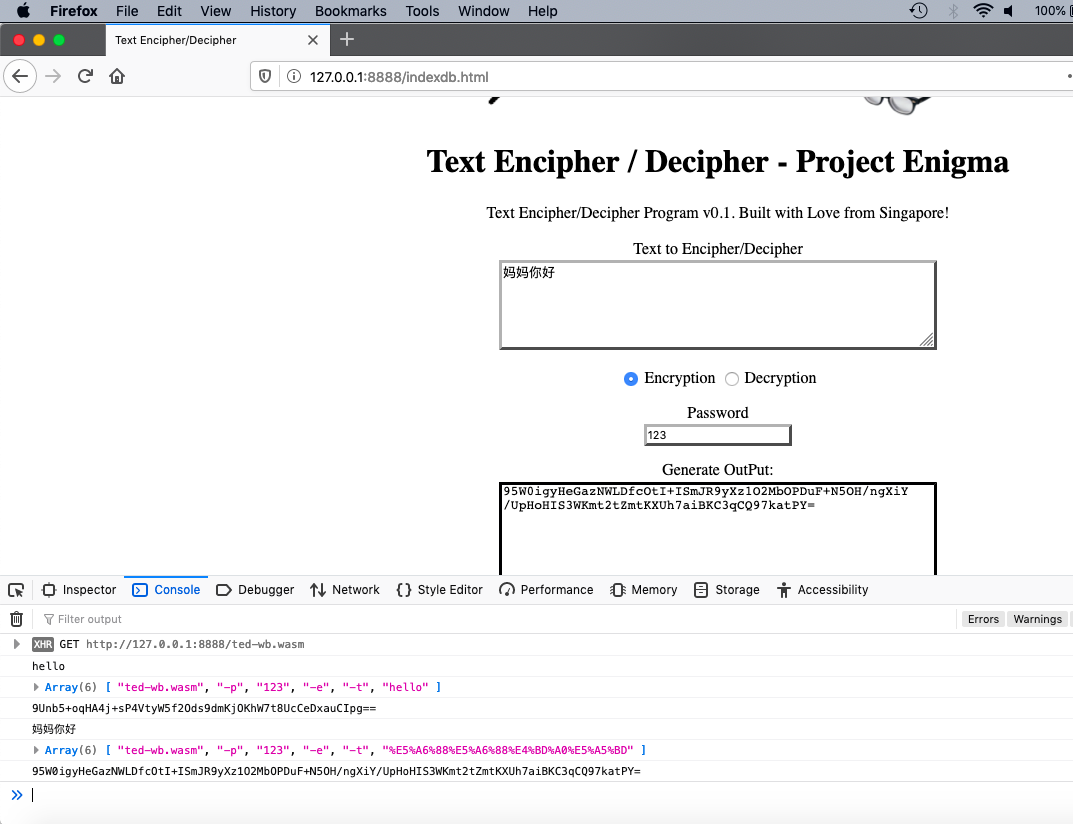 Firefox File Edit View History Bookmarks Tools Window Help 100%
Text Encipher/Decipher
127.0.0.1:8888/indexdb.html
Text Encipher / Decipher - Project Enigma
Text Encipher/Decipher Program v0.1. Built with Love from Singapore!
Text to Encipher/Decipher
妈妈你好
Encryption Decryption
Password
123
Generate OutPut:
95W0igyHeGazNWLDfcOtI+ISmJR9yXz1O2MbOPDuF+N5OH/ngXiY
/UpHoHIS3WKmt2tZmtKXUh7aiBKC3qCQ97katPY=
Inspector Console Debugger Network Style Editor Performance Memory Storage Accessibility
Filter output Errors Warnings
XHR GET http://127.0.0.1:8888/ted-wb.wasm
hello
Array(6) [ "ted-wb.wasm", "-p", "123", "-e", "-t", "hello" ]
9Unb5+oqHA4j+sP4VtyW5f2Ods9dmKjOKhW7t8UcCeDxauCIpg==
妈妈你好
Array(6) [ "ted-wb.wasm", "-p", "123", "-e", "-t", "%E5%A6%88%E5%A6%88%E4%BD%A0%E5%A5%BD" ]
95W0igyHeGazNWLDfcOtI+ISmJR9yXz1O2MbOPDuF+N5OH/ngXiY/UpHoHIS3WKmt2tZmtKXUh7aiBKC3qCQ97katPY=